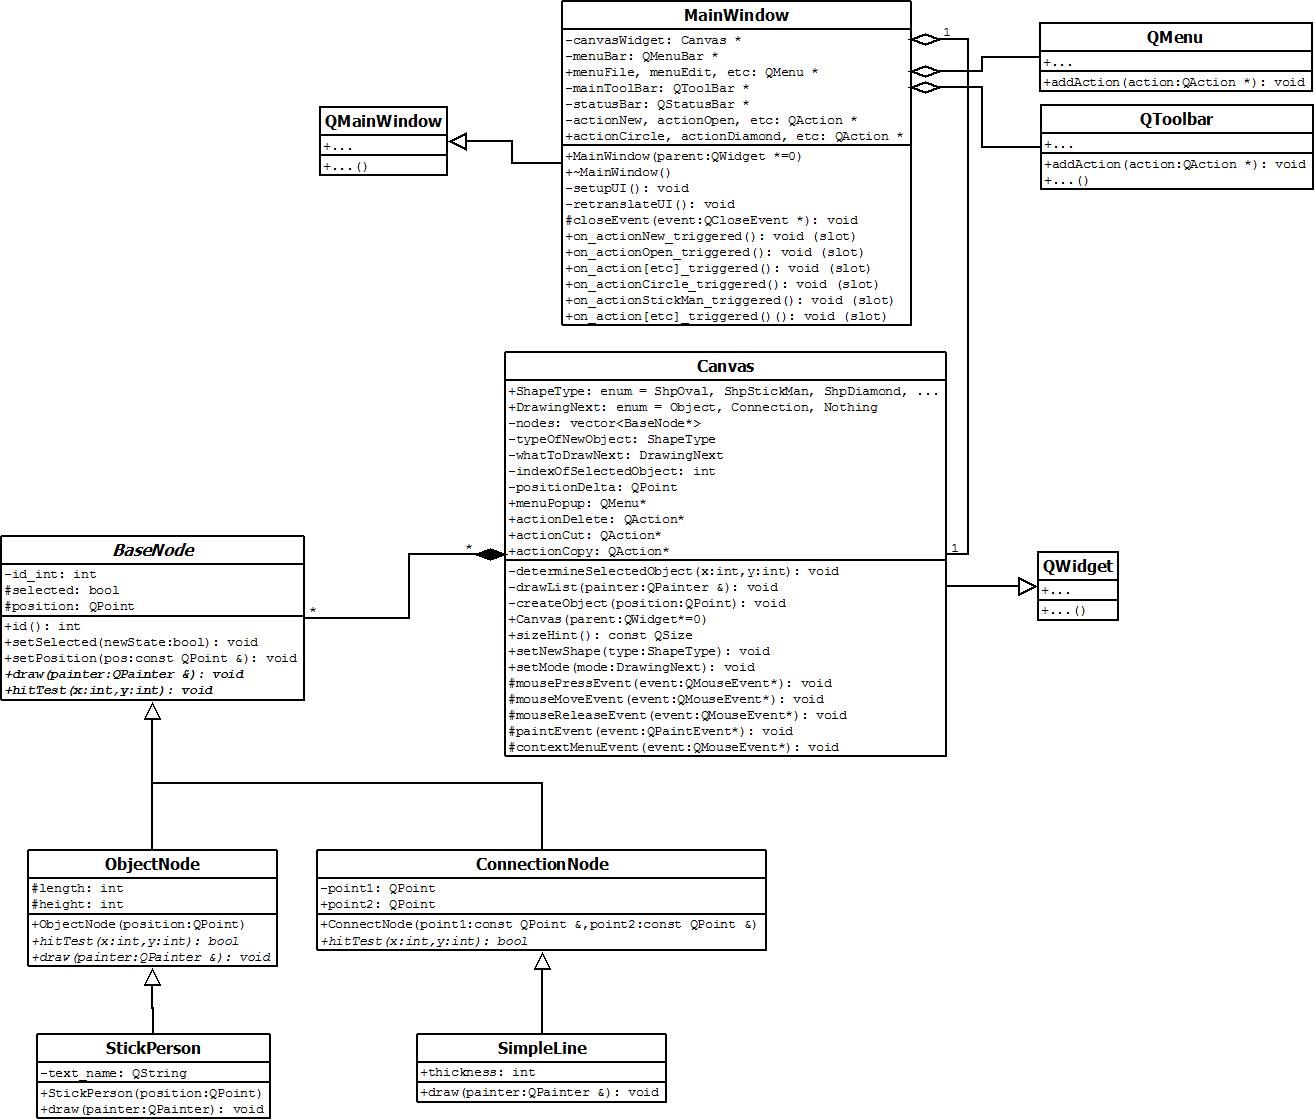 MainWindow
-canvasWidget: Canvas *
-menuBar: QMenuBar *
+menuFile, menuEdit, etc: QMenu *
-mainToolBar: QToolBar *
-statusBar: QStatusBar *
-actionNew, actionOpen, etc: QAction *
+actionCircle, actionDiamond, etc: QAction *
+MainWindow(parent:QWidget *=0)
+~MainWindow()
-setupUI(): void
-retranslateUI(): void
#closeEvent(event:QCloseEvent *): void
+on_actionNew_triggered(): void (slot)
+on_actionOpen_triggered(): void (slot)
+on_action[etc]_triggered(): void (slot)
+on_actionCircle_triggered(): void (slot)
+on_actionStickMan_triggered(): void (slot)
+on_action[etc]_triggered()(): void (slot)
1
QMenu
+...
+addAction(action:QAction *): void
QToolbar
+...
+addAction(action:QAction *): void
+...()
QMainWindow
+...
+...()
Canvas
+ShapeType: enum = ShpOval, ShpStickMan, ShpDiamond, ...
+DrawingNext: enum = Object, Connection, Nothing
-nodes: vector<BaseNode*>
-typeOfNewObject: ShapeType
-whatToDrawNext: DrawingNext
-indexOfSelectedObject: int
-positionDelta: QPoint
+menuPopup: QMenu*
+actionDelete: QAction*
+actionCut: QAction*
+actionCopy: QAction*
-determineSelectedObject(x:int,y:int): void
-drawList(painter:QPainter &): void
-createObject(position:QPoint): void
+Canvas(parent:QWidget*=0)
+sizeHint(): const QSize
+setNewShape(type:ShapeType): void
+setMode(mode:DrawingNext): void
#mousePressEvent(event:QMouseEvent*): void
#mouseMoveEvent(event:QMouseEvent*): void
#mouseReleaseEvent(event:QMouseEvent*): void
#paintEvent(event:QPaintEvent*): void
#contextMenuEvent(event:QMouseEvent*): void
1
*
*
QWidget
+...
+...()
BaseNode
-id_int: int
#selected: bool
#position: QPoint
+id(): int
+setSelected(newState:bool): void
+setPosition(pos:const QPoint &): void
+draw(painter:QPainter &): void
+hitTest(x:int,y:int): void
ObjectNode
#length: int
#height: int
+ObjectNode(position:QPoint)
+hitTest(x:int,y:int): bool
+draw(painter:QPainter &): void
ConnectionNode
-point1: QPoint
+point2: QPoint
+ConnectNode(point1:const QPoint &,point2:const QPoint &)
+hitTest(x:int,y:int): bool
StickPerson
-text_name: QString
+StickPerson(position:QPoint)
+draw(painter:QPainter): void
SimpleLine
+thickness: int
+draw(painter:QPainter &): void